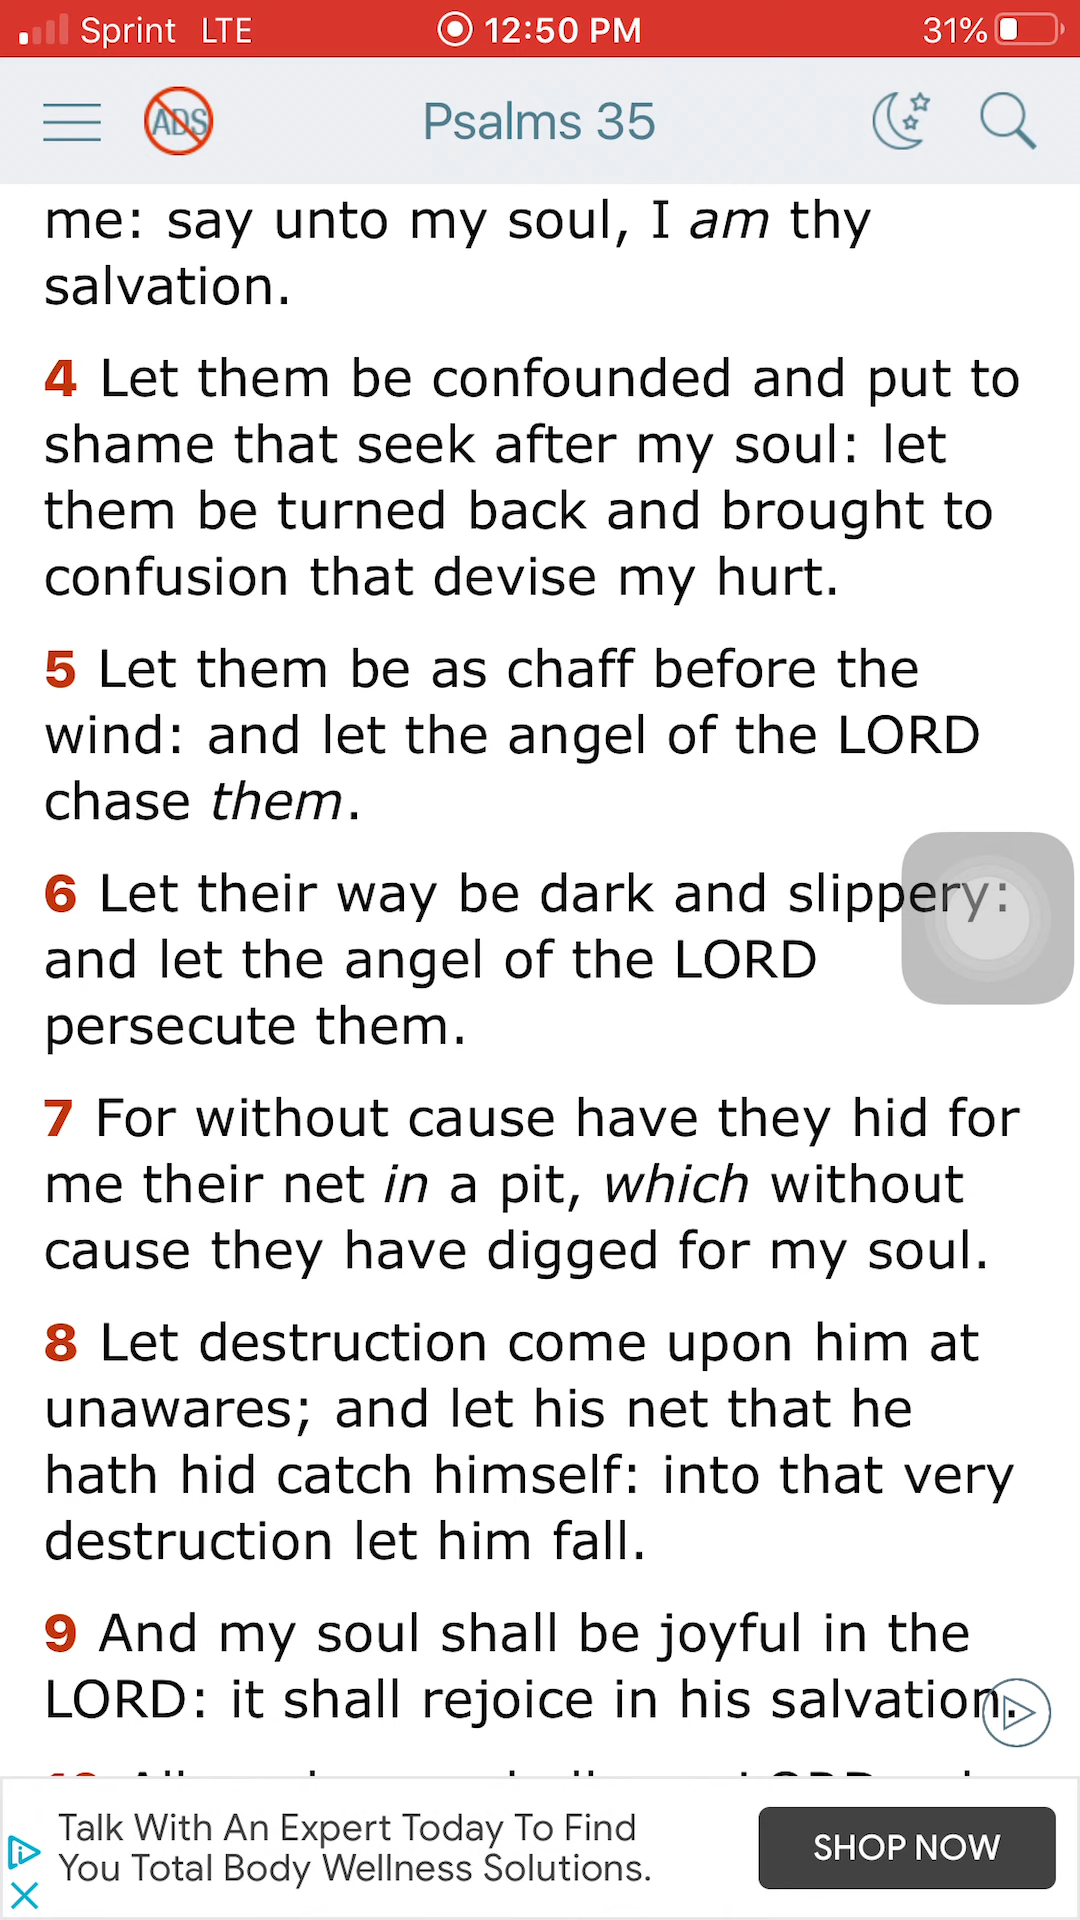 Sprint LTE 12:50 PM 31%
ADS Psalms 35
me: say unto my soul, I am thy
salvation.
4 Let them be confounded and put to
shame that seek after my soul: let
them be turned back and brought to
confusion that devise my hurt.
5 Let them be as chaff before the
wind: and let the angel of the LORD
chase them.
6 Let their way be dark and slippery:
and let the angel of the LORD
persecute them.
7 For without cause have they hid for
me their net in a pit, which without
cause they have digged for my soul.
8 Let destruction come upon him at
unawares; and let his net that he
hath hid catch himself: into that very
destruction let him fall.
9 And my soul shall be joyful in the
LORD: it shall rejoice in his salvation.
Talk With An Expert Today To Find
You Total Body Wellness Solutions.
SHOP NOW